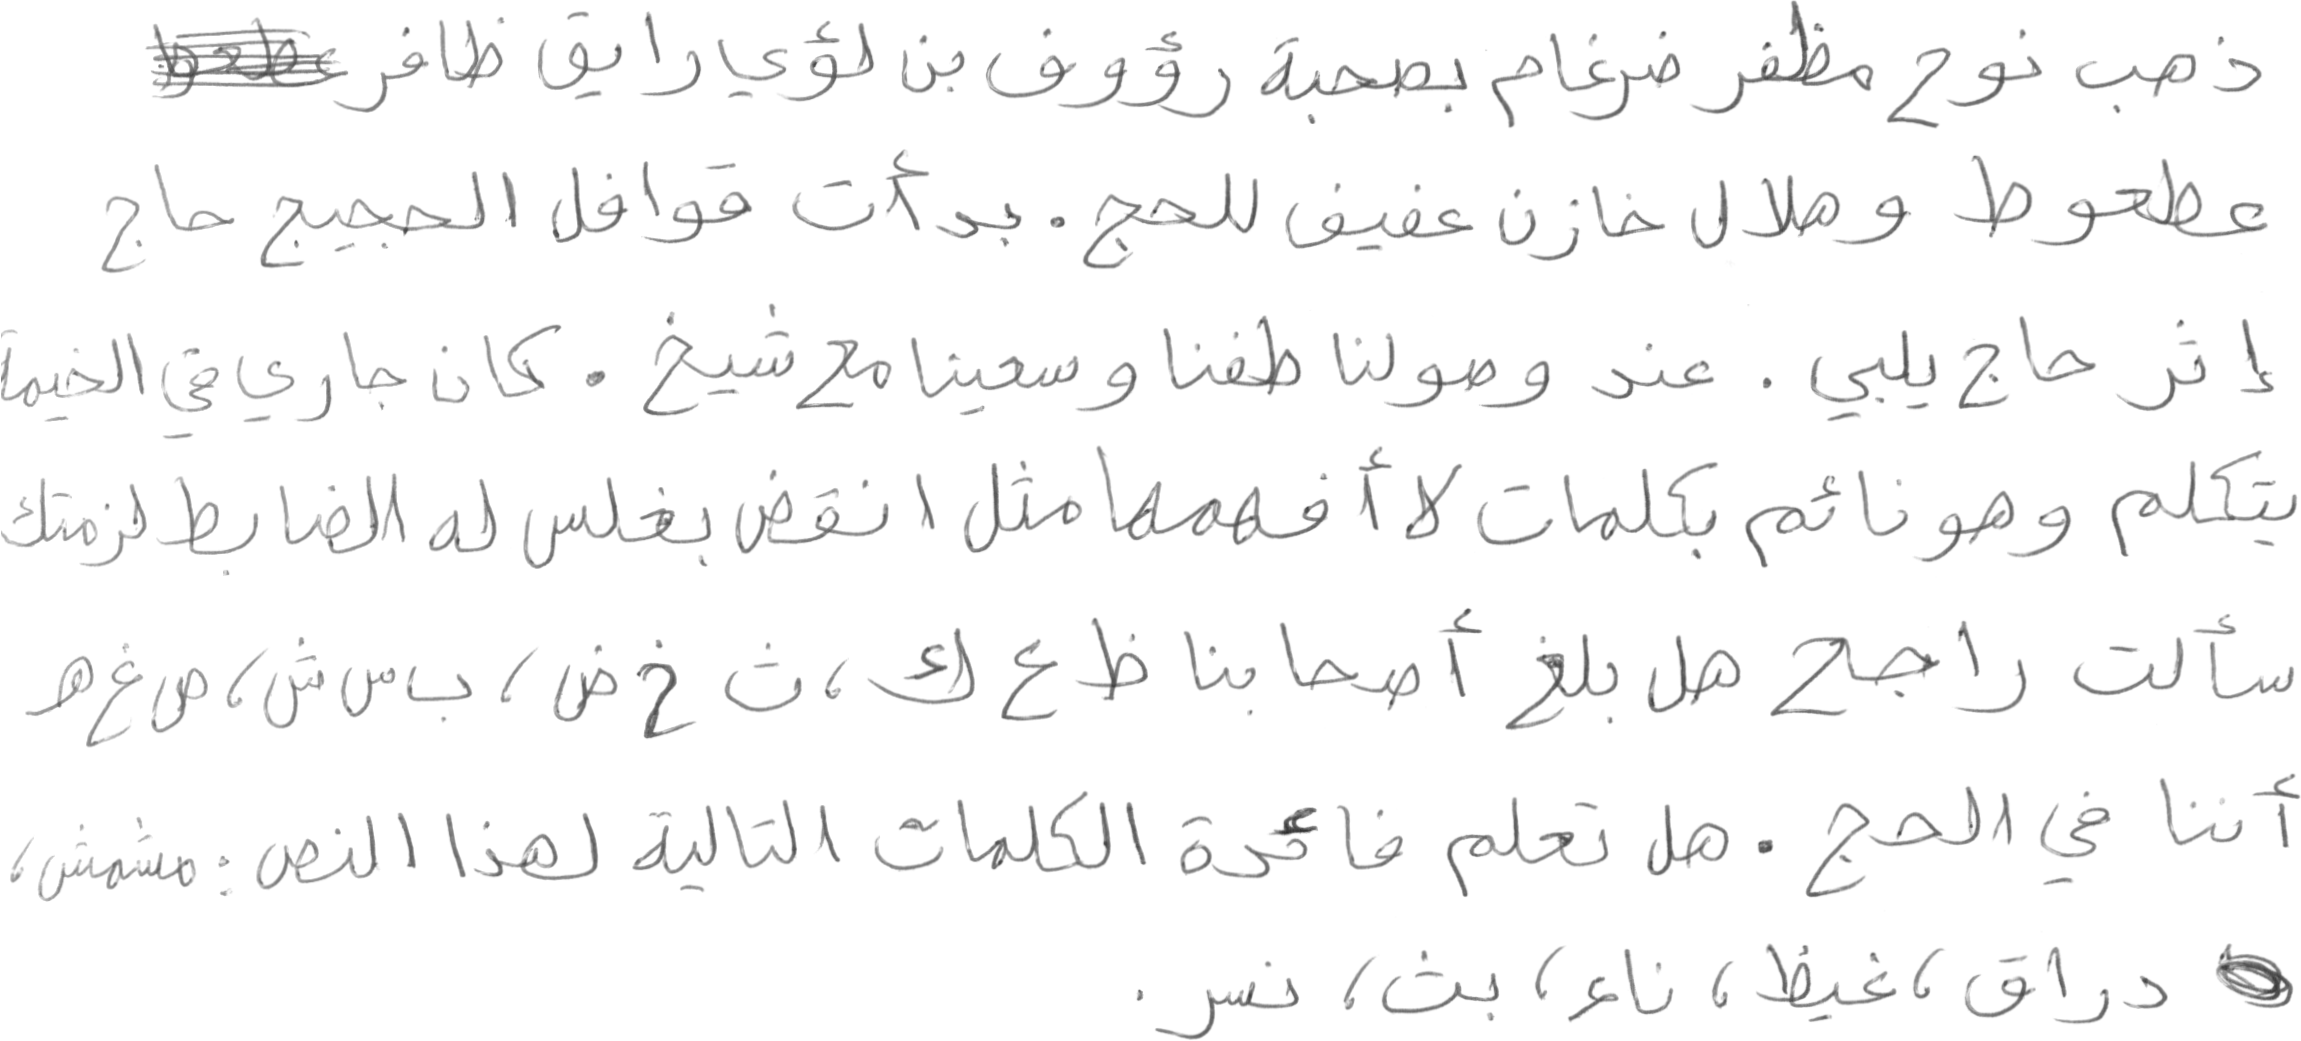 ذهب نوح مظفر ضرغام بصحبة رؤوف بن لؤي رايق ظافر
عطعوط وهلال خازن عفيف للحج. بدأت قوافل الحجيج حاج
إثر حاج يلبي. عند وصولنا طفنا وسعينا مع شيخ. كان جاري في الخيمة
يتكلم وهو نائم بكلمات لا أفهمها مثل انقض بغلس له الضابط لزمتك
سألت راجح هل بلغ أصحابنا ظ ع ك، ث خ ض، ب س ش، ص غ ه
أننا في الحج. هل تعلم فائدة الكلمات التالية لهذا النص: مشمش،
دراق، غيظ، ناء، بث، نسر.